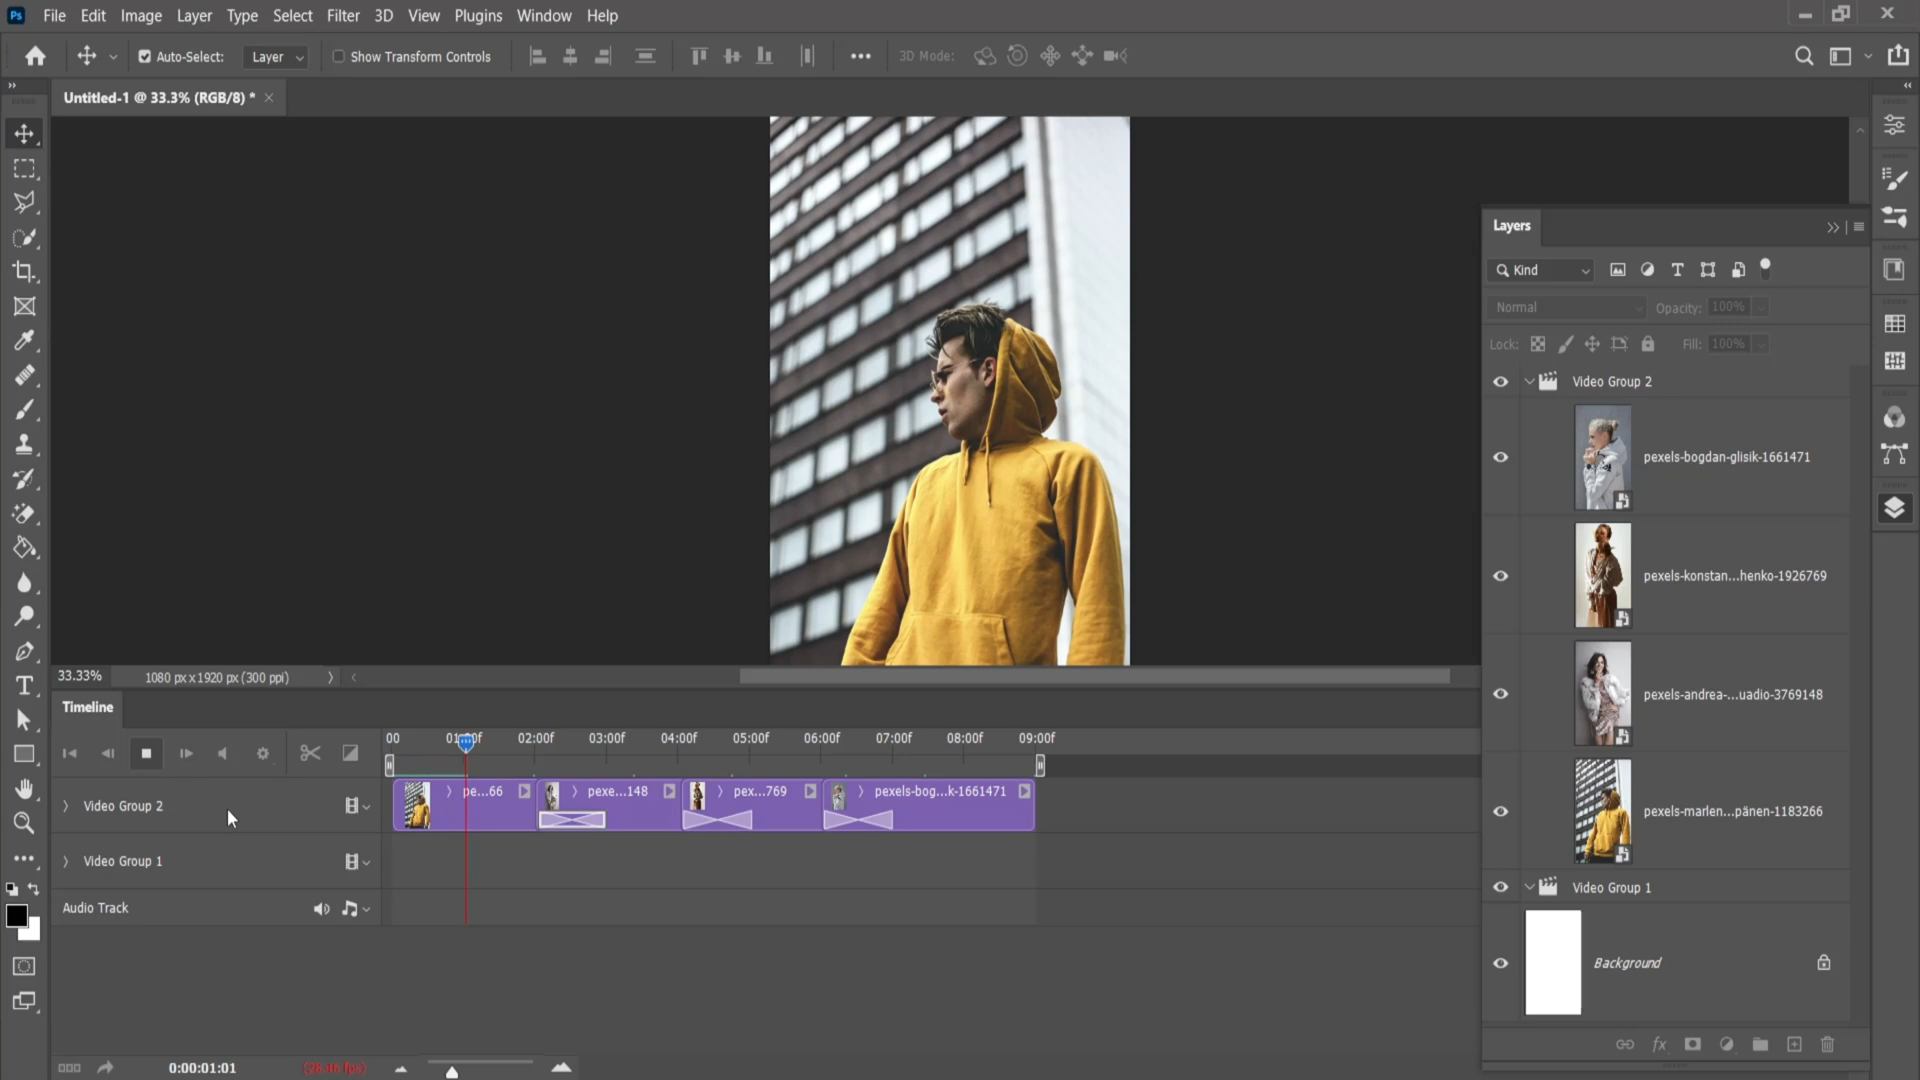 Ps File Edit Image Layer Type Select Filter 3D View Plugins Window Help
Auto-Select: Layer Show Transform Controls 3D Mode:
Untitled-1 @ 33.3% (RGB/8) *
Layers
Kind
Normal Opacity: 100%
Lock: Fill: 100%
Video Group 2
pexels-bogdan-glisik-1661471
pexels-konstan...henko-1926769
pexels-andrea-...uadio-3769148
pexels-marlen...pänen-1183266
Video Group 1
Background
fx
33.33% 1080 px x 1920 px (300 ppi)
Timeline
00 02:00f 03:00f 04:00f 05:00f 06:00f 07:00f 08:00f 09:00f
Video Group 2 pe...66 pexe...148 pex...769 pexels-bog...k-1661471
Video Group 1
Audio Track
0:00:01:01